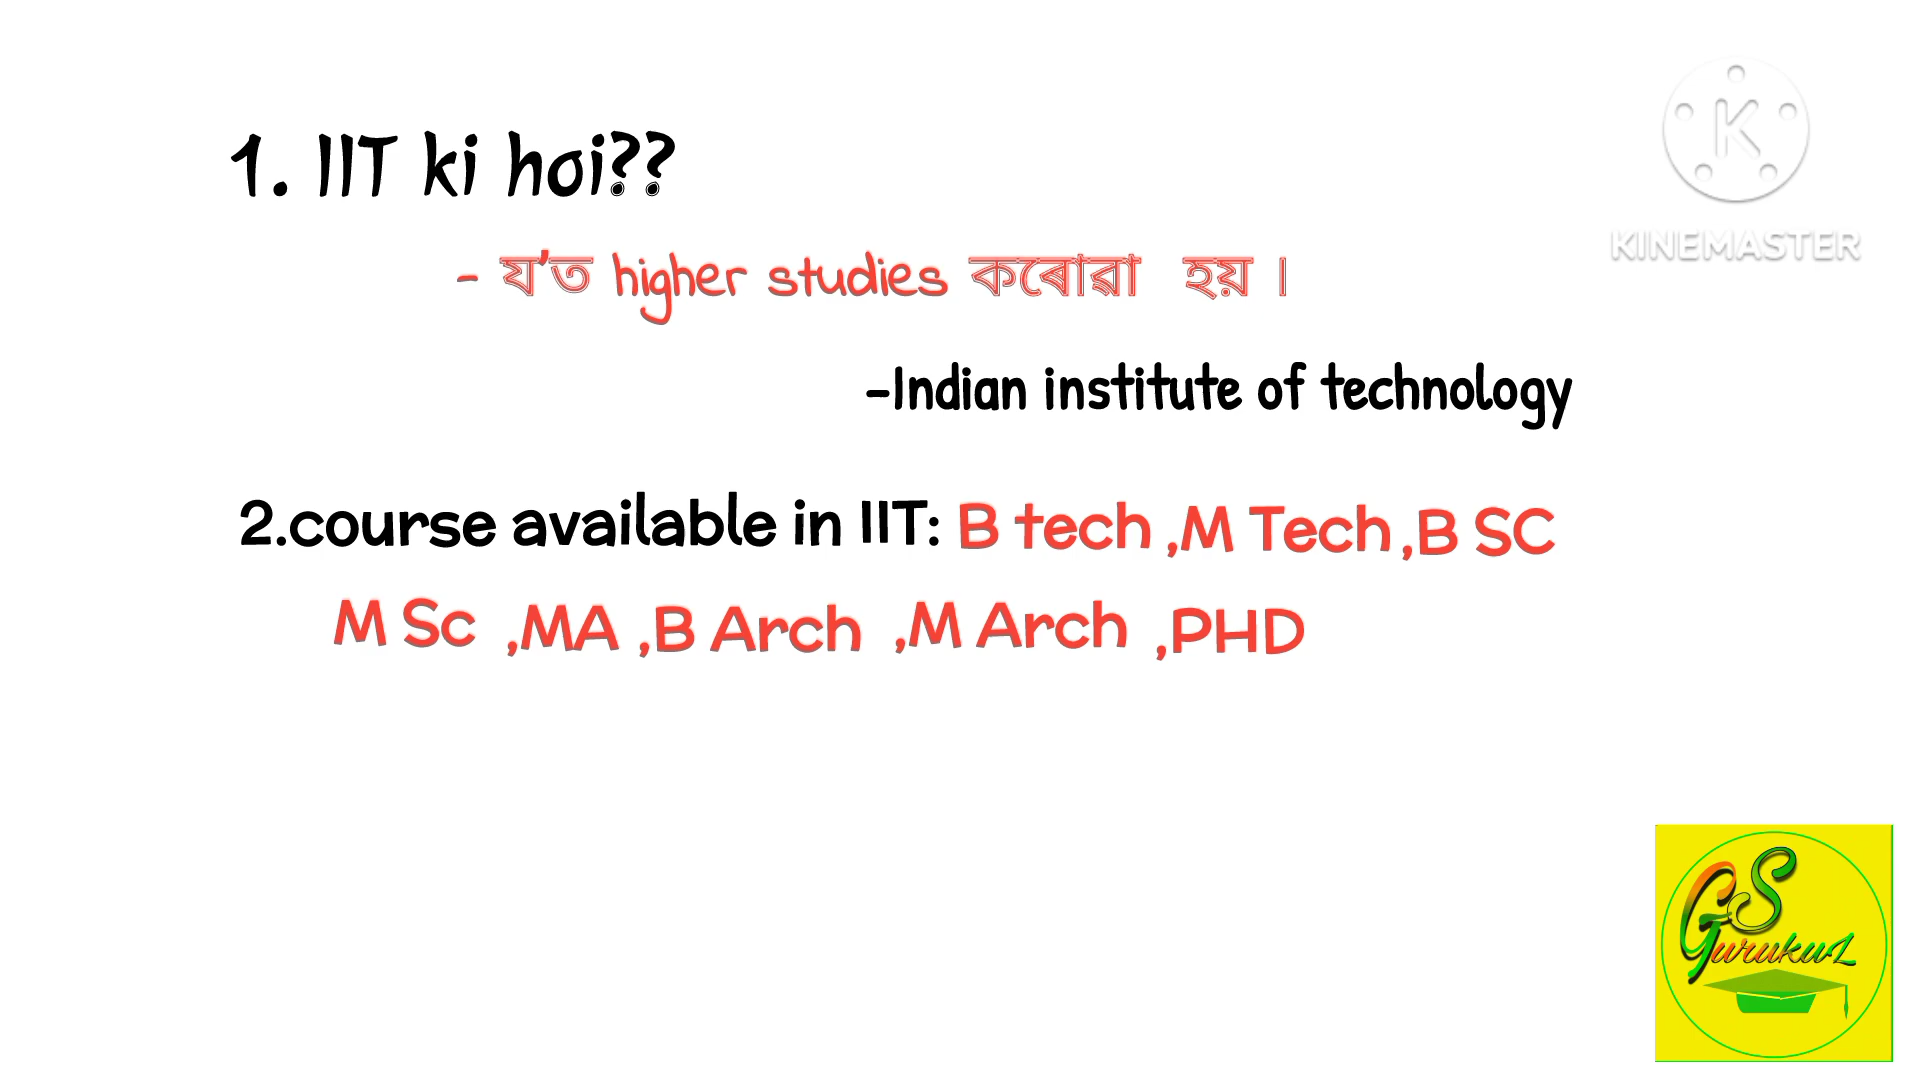 1. IIT ki hoi??
- য'ত higher studies কৰোৱা হয় ।
-Indian institute of technology
2.course available in IIT: B tech ,M Tech ,B SC
M Sc ,MA ,B Arch ,M Arch ,PHD
K
KINEMASTER
GS
Gurukul